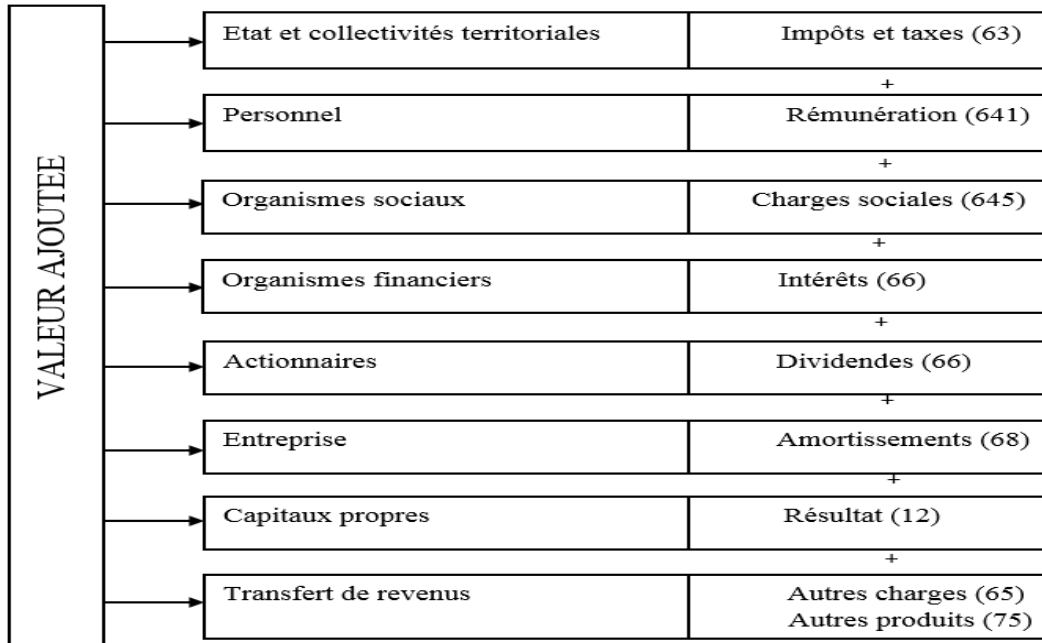 VALEUR AJOUTEE
Etat et collectivités territoriales Impôts et taxes (63)
+
Personnel Rémunération (641)
+
Organismes sociaux Charges sociales (645)
+
Organismes financiers Intérêts (66)
+
Actionnaires Dividendes (66)
+
Entreprise Amortissements (68)
+
Capitaux propres Résultat (12)
+
Transfert de revenus Autres charges (65)
Autres produits (75)